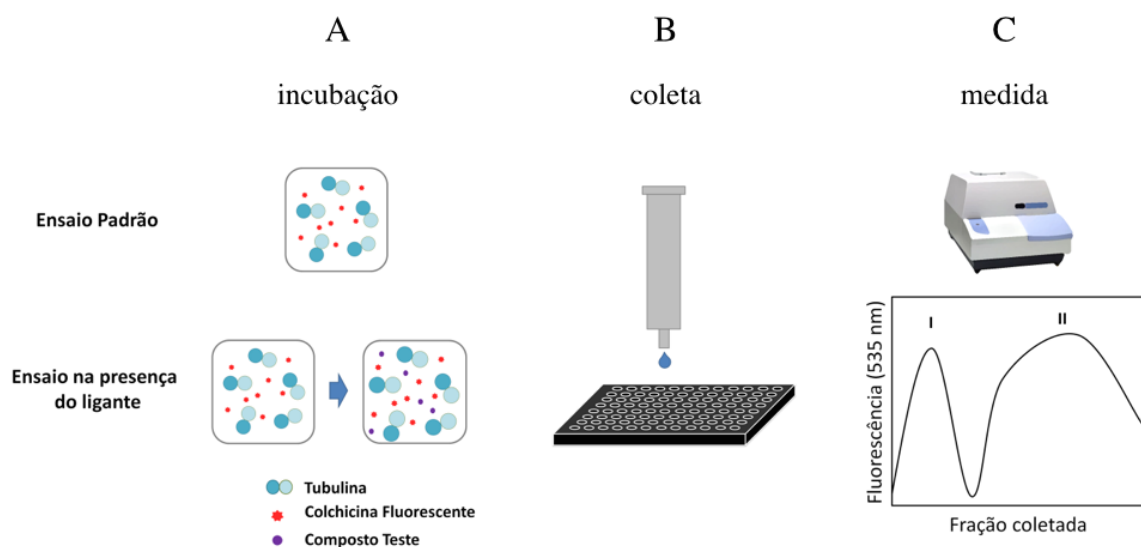 A
B
C
incubação
coleta
medida
Ensaio Padrão
Ensaio na presença
do ligante
Tubulina
Colchicina Fluorescente
Composto Teste
Fluorescência (535 nm)
I
II
Fração coletada